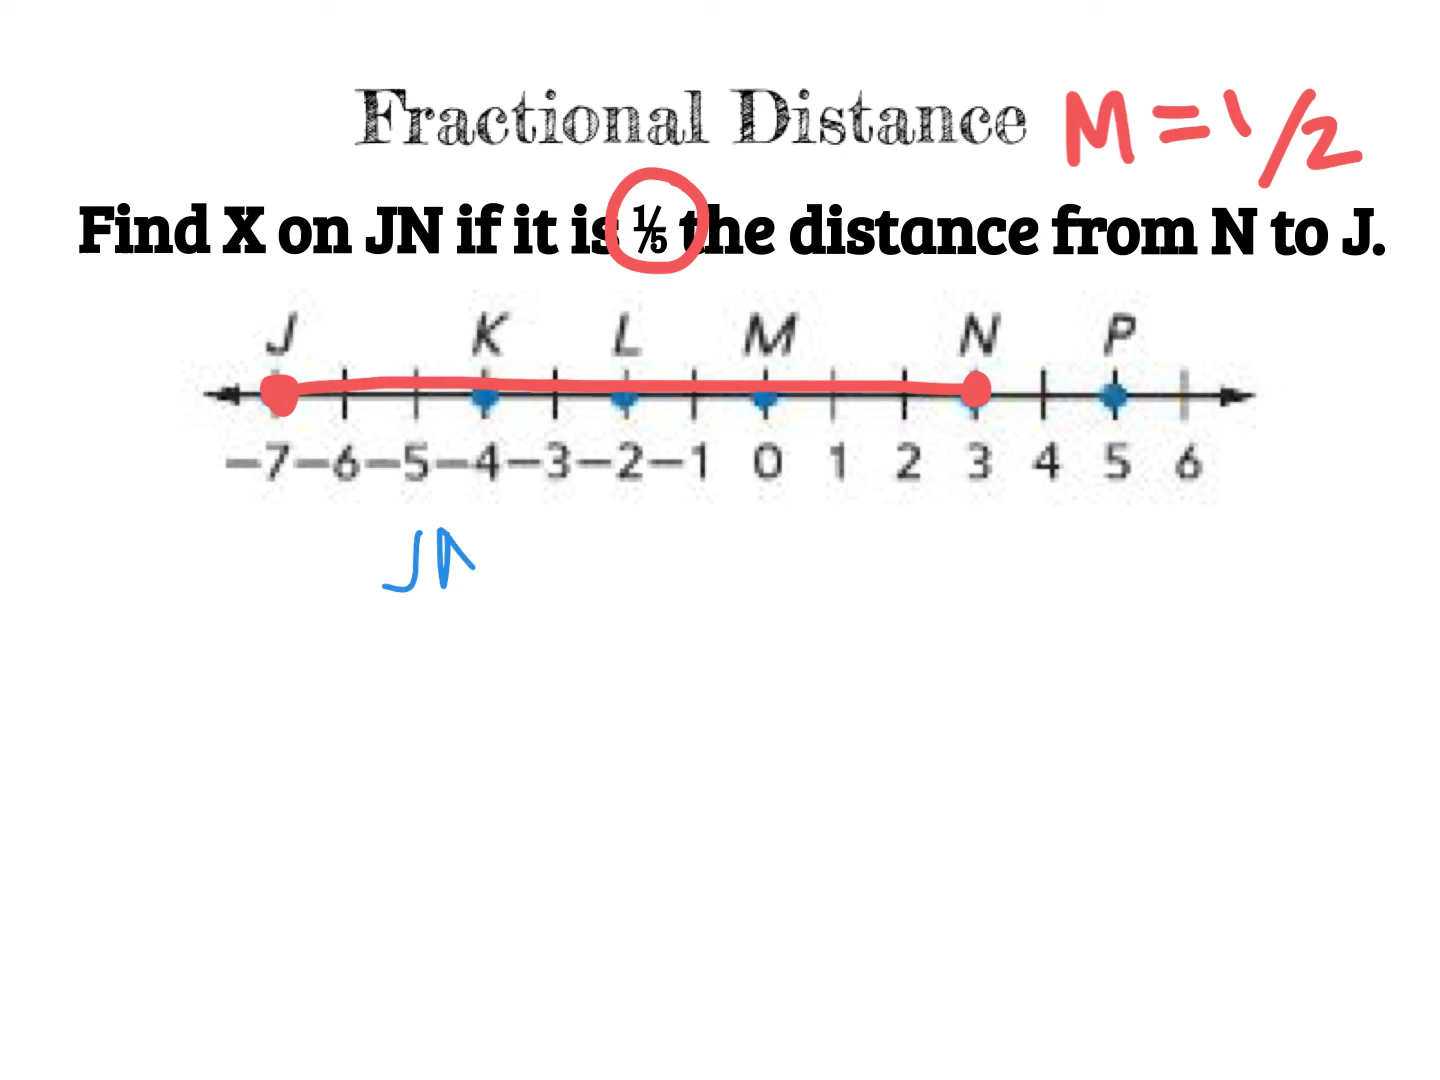 Fractional Distance M = 1/2
Find X on JN if it is ⅕ the distance from N to J.
J K L M N P
−7 −6 −5 −4 −3 −2 −1 0 1 2 3 4 5 6
JN